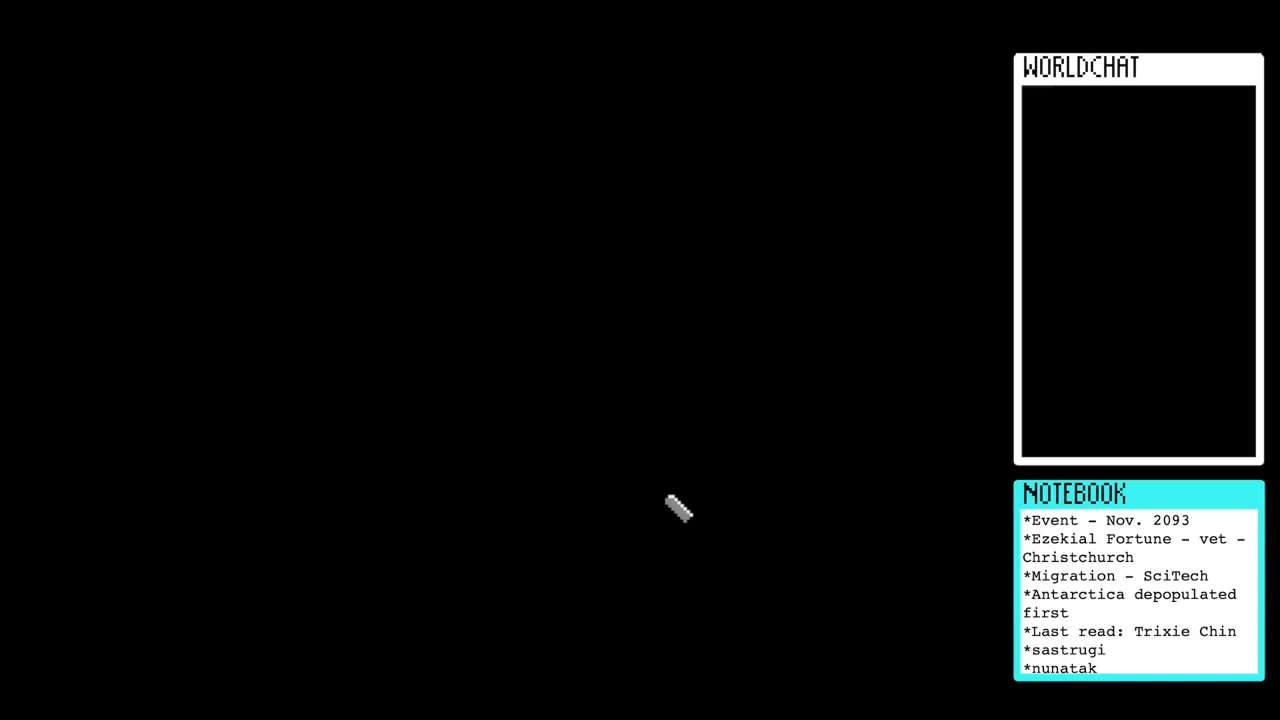 WORLDCHAT
NOTEBOOK
*Event - Nov. 2093
*Ezekial Fortune - vet -
Christchurch
*Migration - SciTech
*Antarctica depopulated
first
*Last read: Trixie Chin
*sastrugi
*nunatak